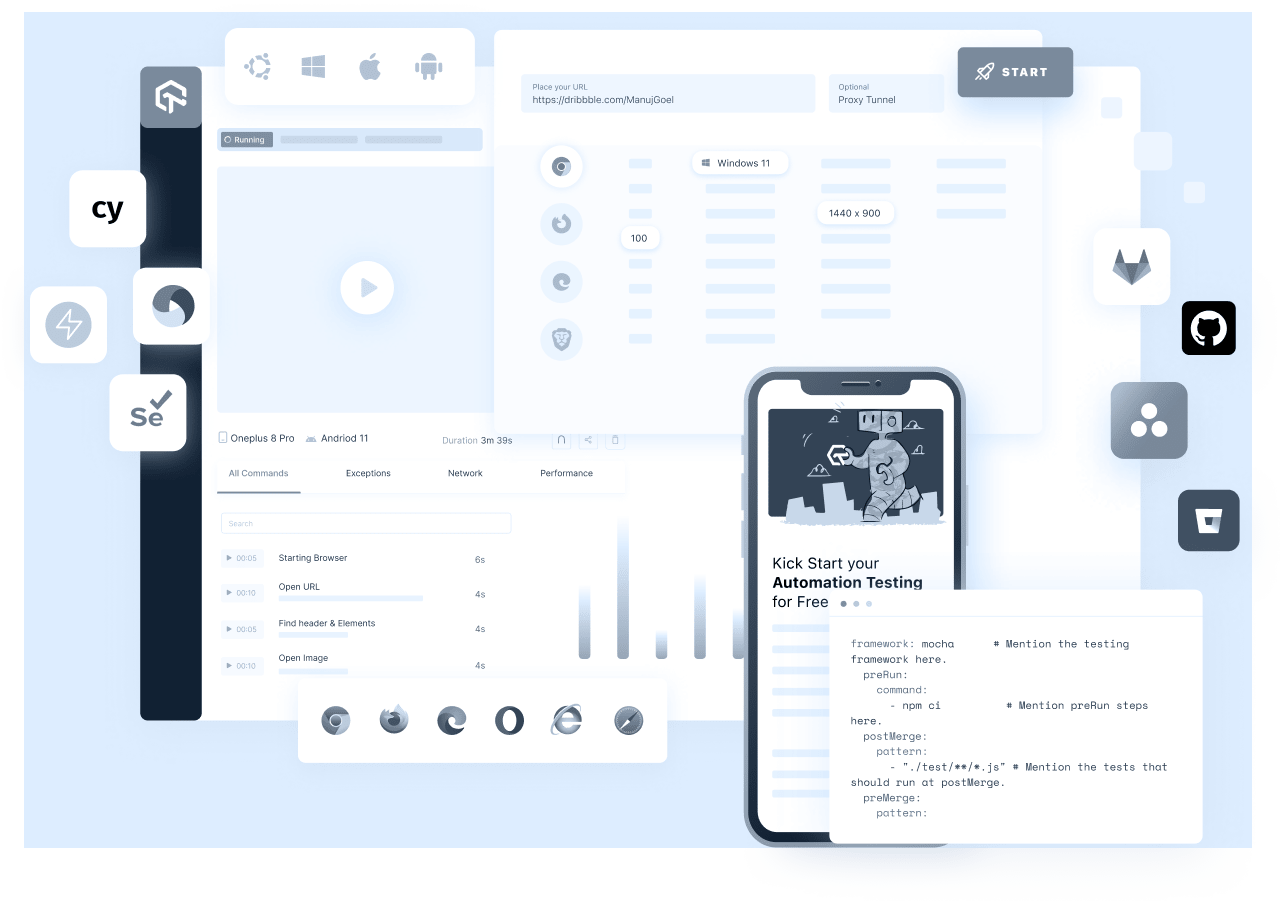 Place your URL
https://dribbble.com/ManujGoel
Optional
Proxy Tunnel
START
Running
Windows 11
1440 x 900
100
cy
Se
Oneplus 8 Pro
Andriod 11
Duration 3m 39s
All Commands
Exceptions
Network
Performance
Search
00:05 Starting Browser 6s
00:10 Open URL 4s
00:05 Find header & Elements 4s
00:10 Open Image 4s
Kick Start your
Automation Testing
for Free
framework: mocha # Mention the testing
framework here.
preRun:
command:
- npm ci # Mention preRun steps
here.
postMerge:
pattern:
- "./test/**/*.js" # Mention the tests that
should run at postMerge.
preMerge:
pattern: